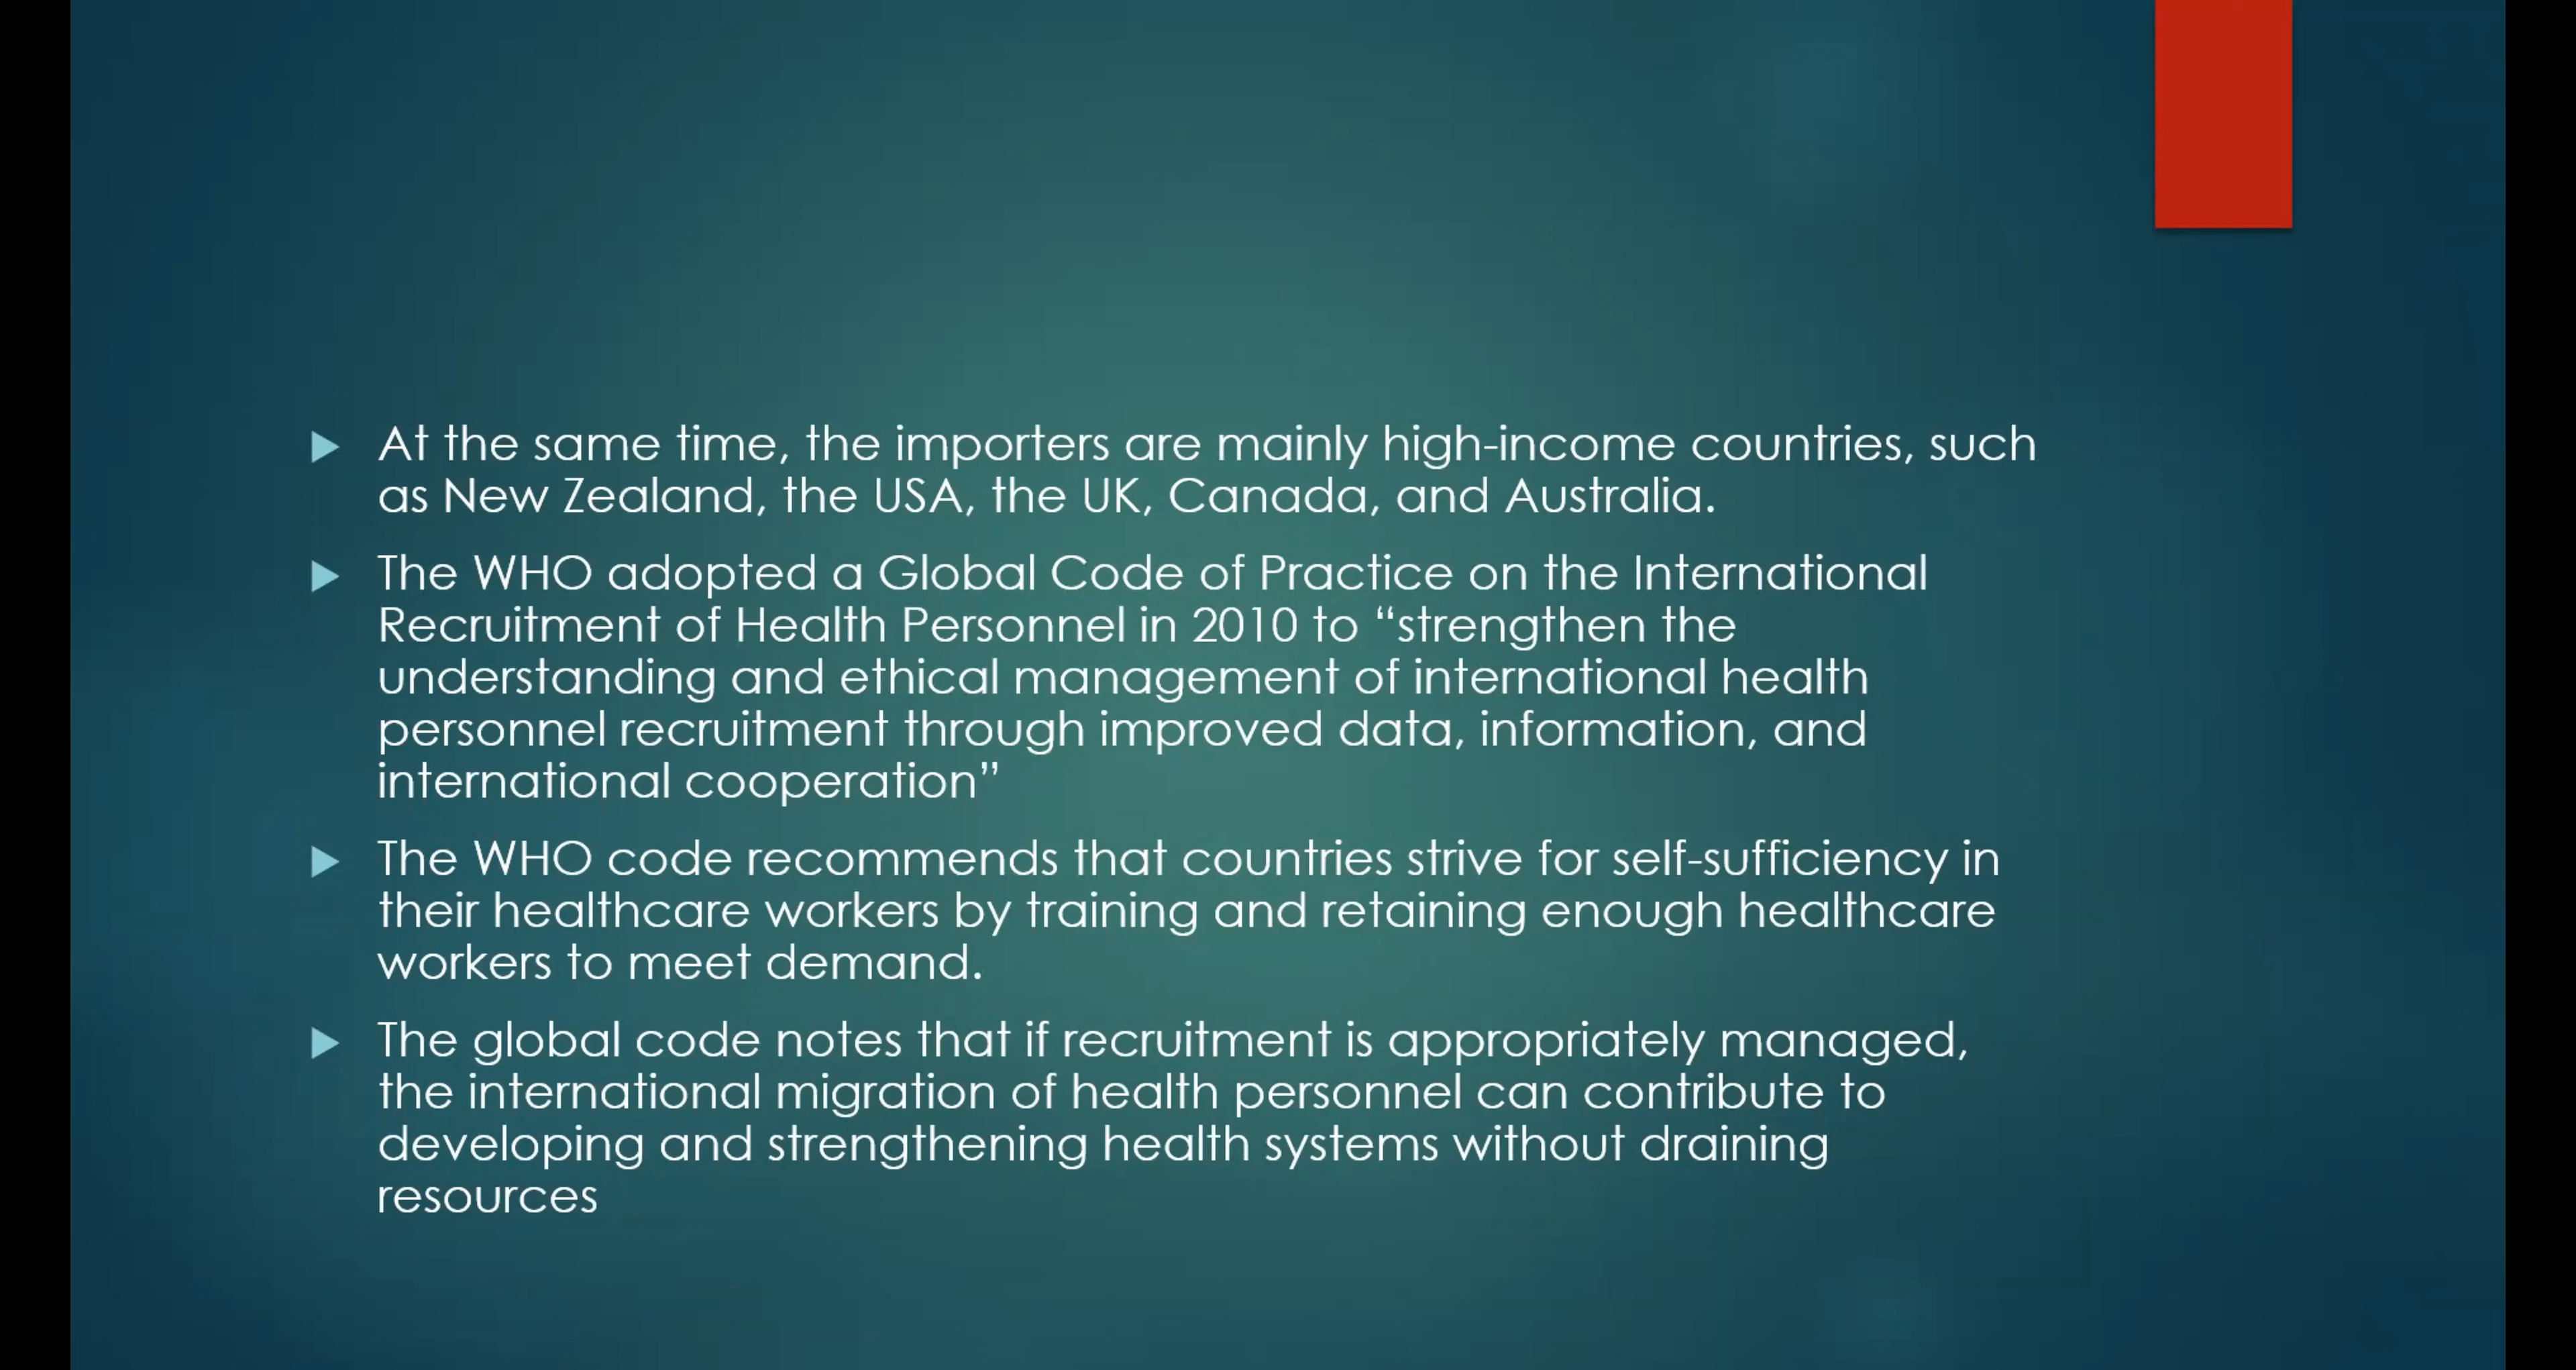 At the same time, the importers are mainly high-income countries, such
as New Zealand, the USA, the UK, Canada, and Australia.
The WHO adopted a Global Code of Practice on the International
Recruitment of Health Personnel in 2010 to “strengthen the
understanding and ethical management of international health
personnel recruitment through improved data, information, and
international cooperation”
The WHO code recommends that countries strive for self-sufficiency in
their healthcare workers by training and retaining enough healthcare
workers to meet demand.
The global code notes that if recruitment is appropriately managed,
the international migration of health personnel can contribute to
developing and strengthening health systems without draining
resources